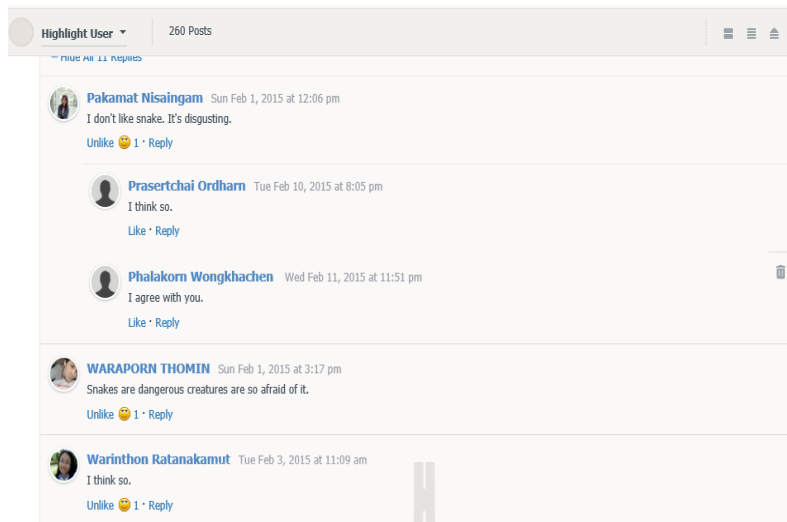 Highlight User
260 Posts
– Hide All 11 Replies
Pakamat Nisaingam Sun Feb 1, 2015 at 12:06 pm
I don't like snake. It's disgusting.
Unlike 1 · Reply
Prasertchai Ordharn Tue Feb 10, 2015 at 8:05 pm
I think so.
Like · Reply
Phalakorn Wongkhachen Wed Feb 11, 2015 at 11:51 pm
I agree with you.
Like · Reply
WARAPORN THOMIN Sun Feb 1, 2015 at 3:17 pm
Snakes are dangerous creatures are so afraid of it.
Unlike 1 · Reply
Warinthon Ratanakamut Tue Feb 3, 2015 at 11:09 am
I think so.
Unlike 1 · Reply